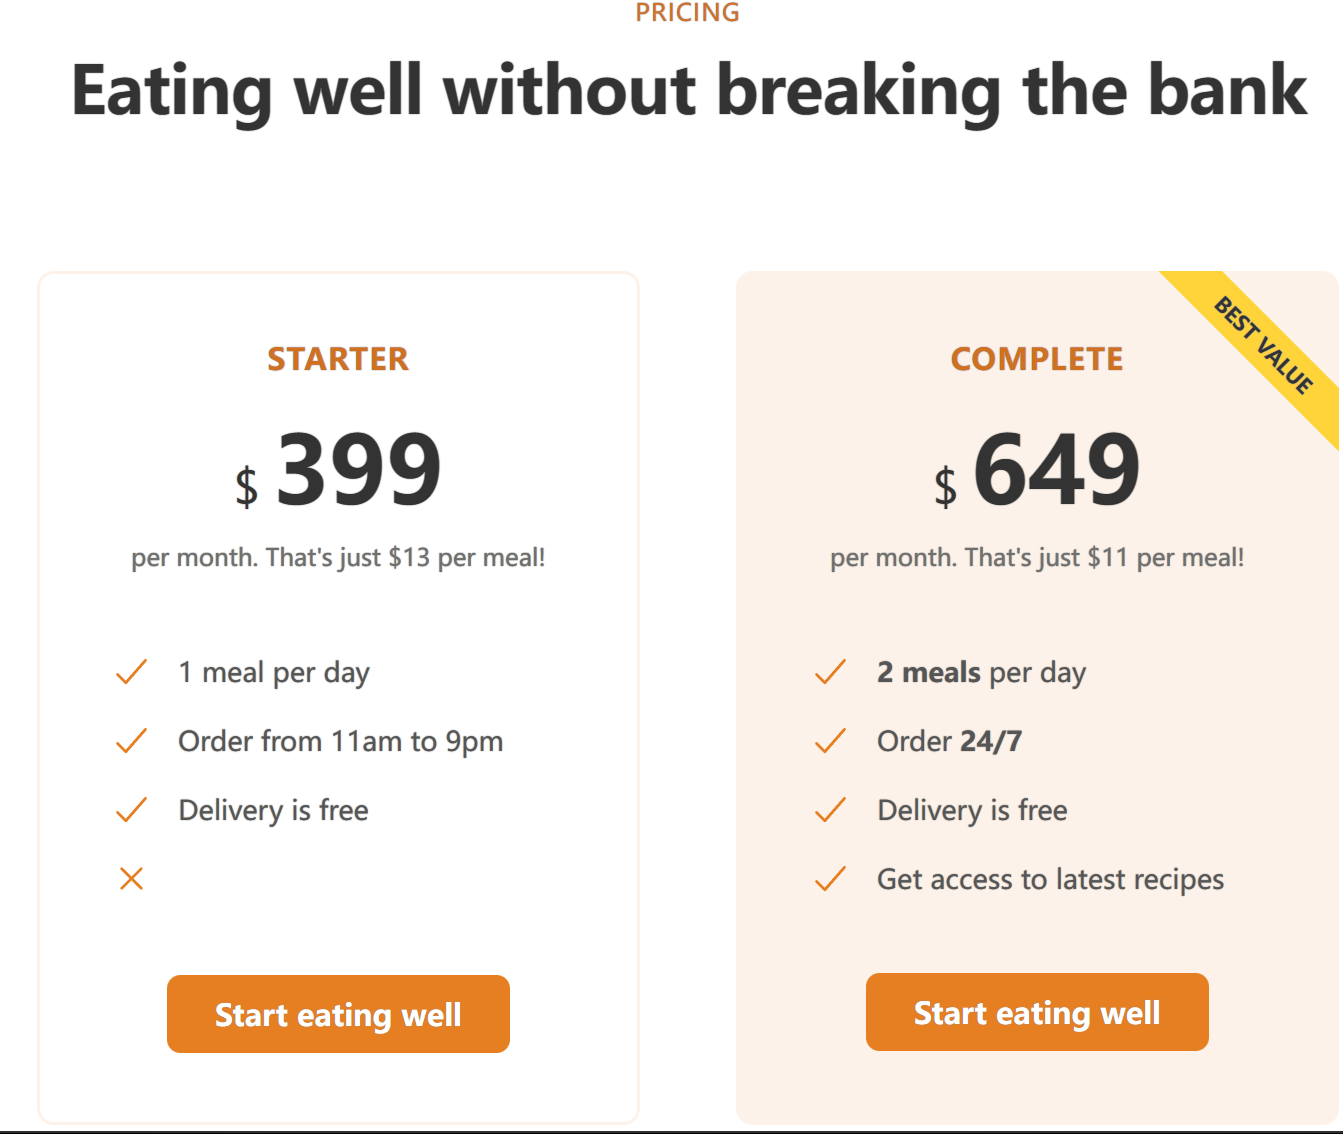 PRICING
Eating well without breaking the bank
STARTER
$ 399
per month. That's just $13 per meal!
1 meal per day
Order from 11am to 9pm
Delivery is free
Start eating well
BEST VALUE
COMPLETE
$ 649
per month. That's just $11 per meal!
2 meals per day
Order 24/7
Delivery is free
Get access to latest recipes
Start eating well